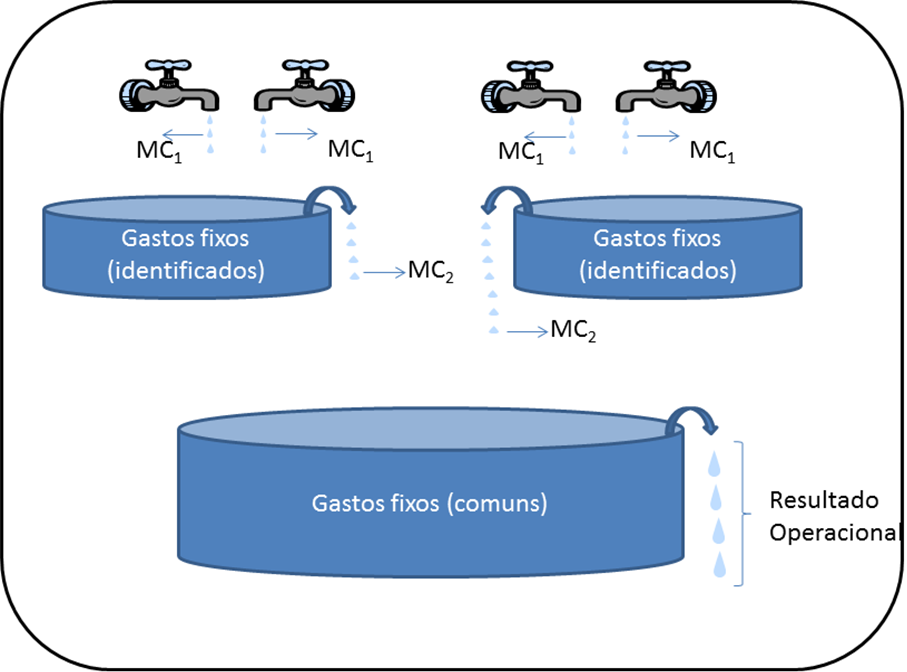 MC1
MC1
MC1
MC1
Gastos fixos
(identificados)
MC2
Gastos fixos
(identificados)
MC2
Gastos fixos (comuns)
Resultado
Operacional